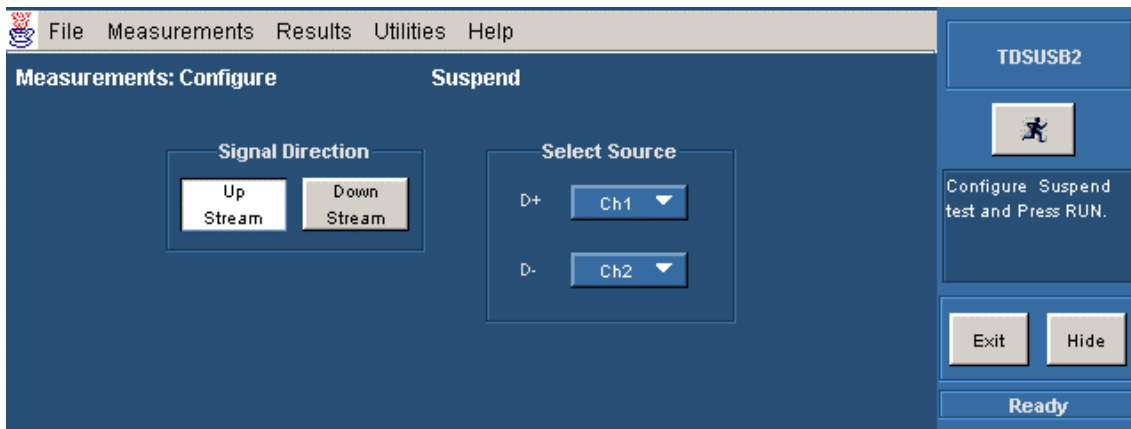 File Measurements Results Utilities Help
Measurements: Configure Suspend
Signal Direction
Up Stream
Down Stream
Select Source
D+ Ch1
D- Ch2
TDSUSB2
Configure Suspend
test and Press RUN.
Exit Hide
Ready